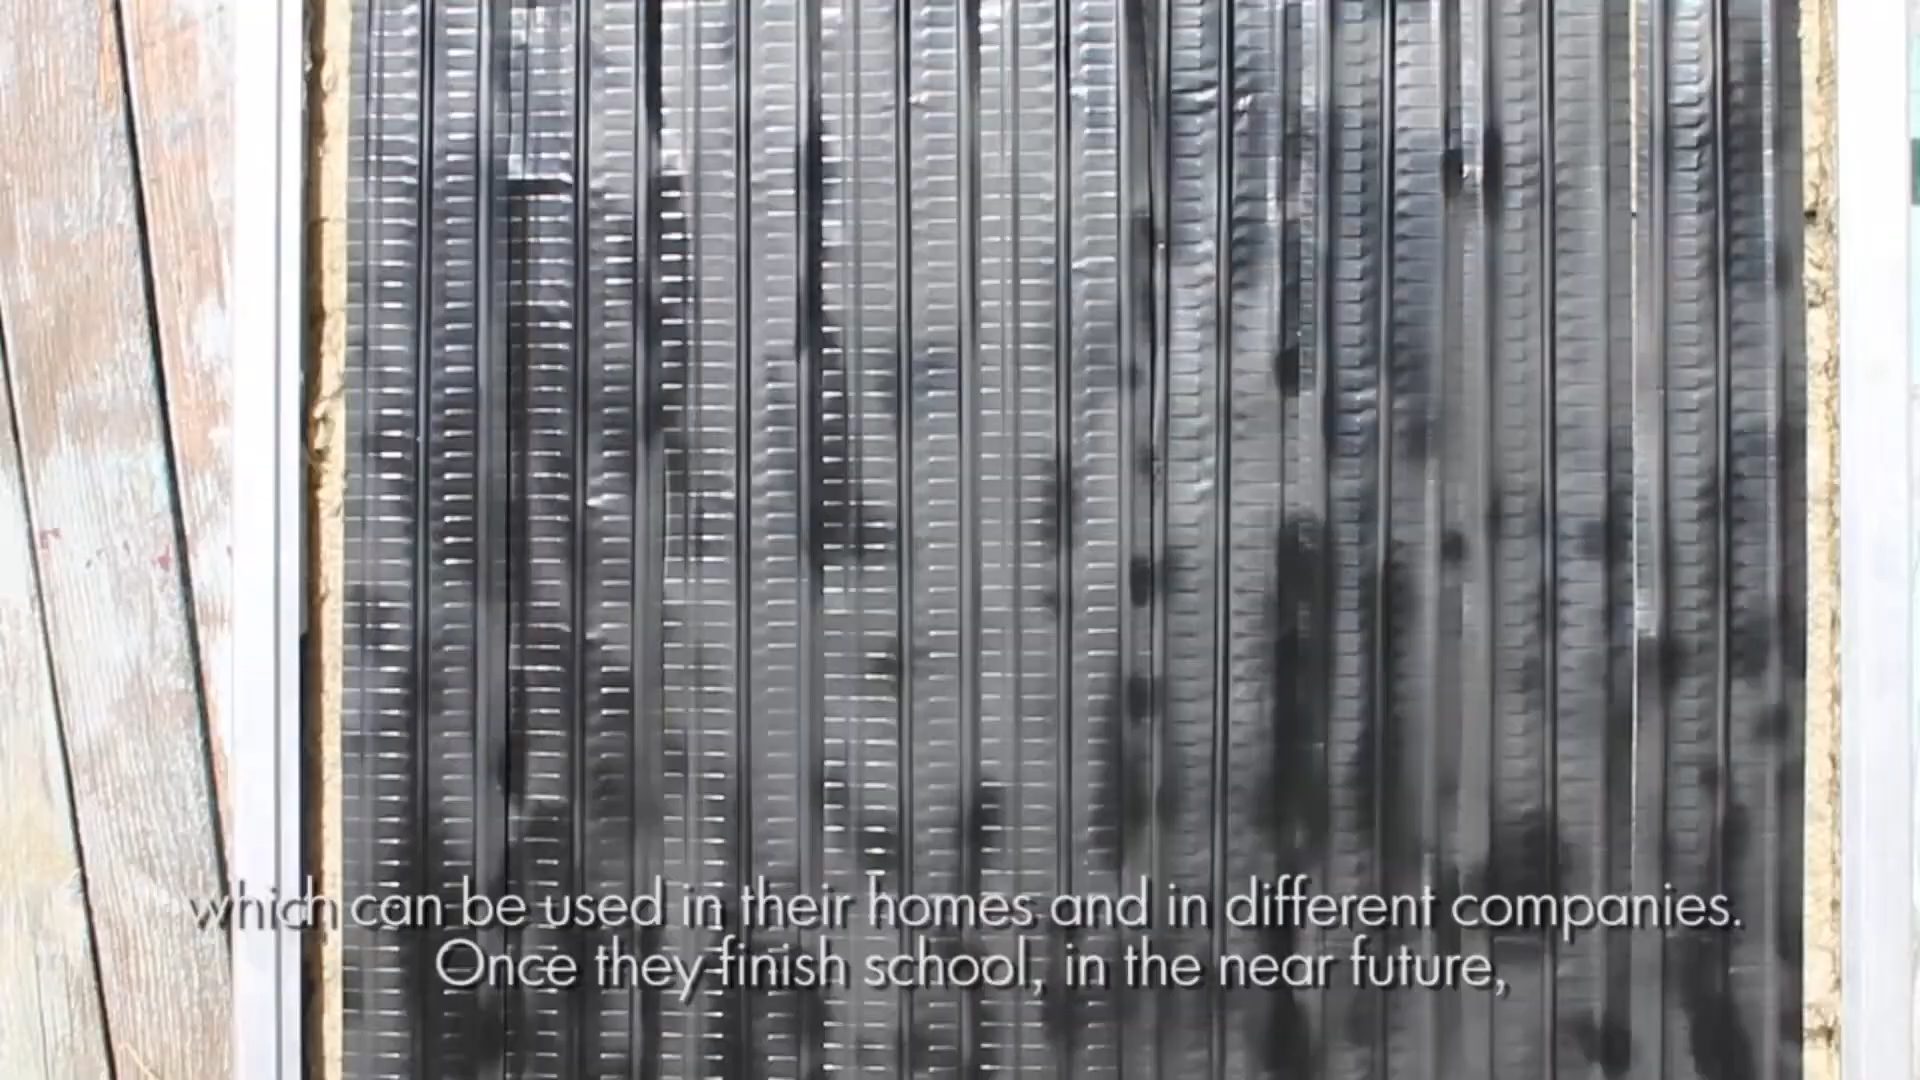 which can be used in their homes and in different companies.
Once they finish school, in the near future,